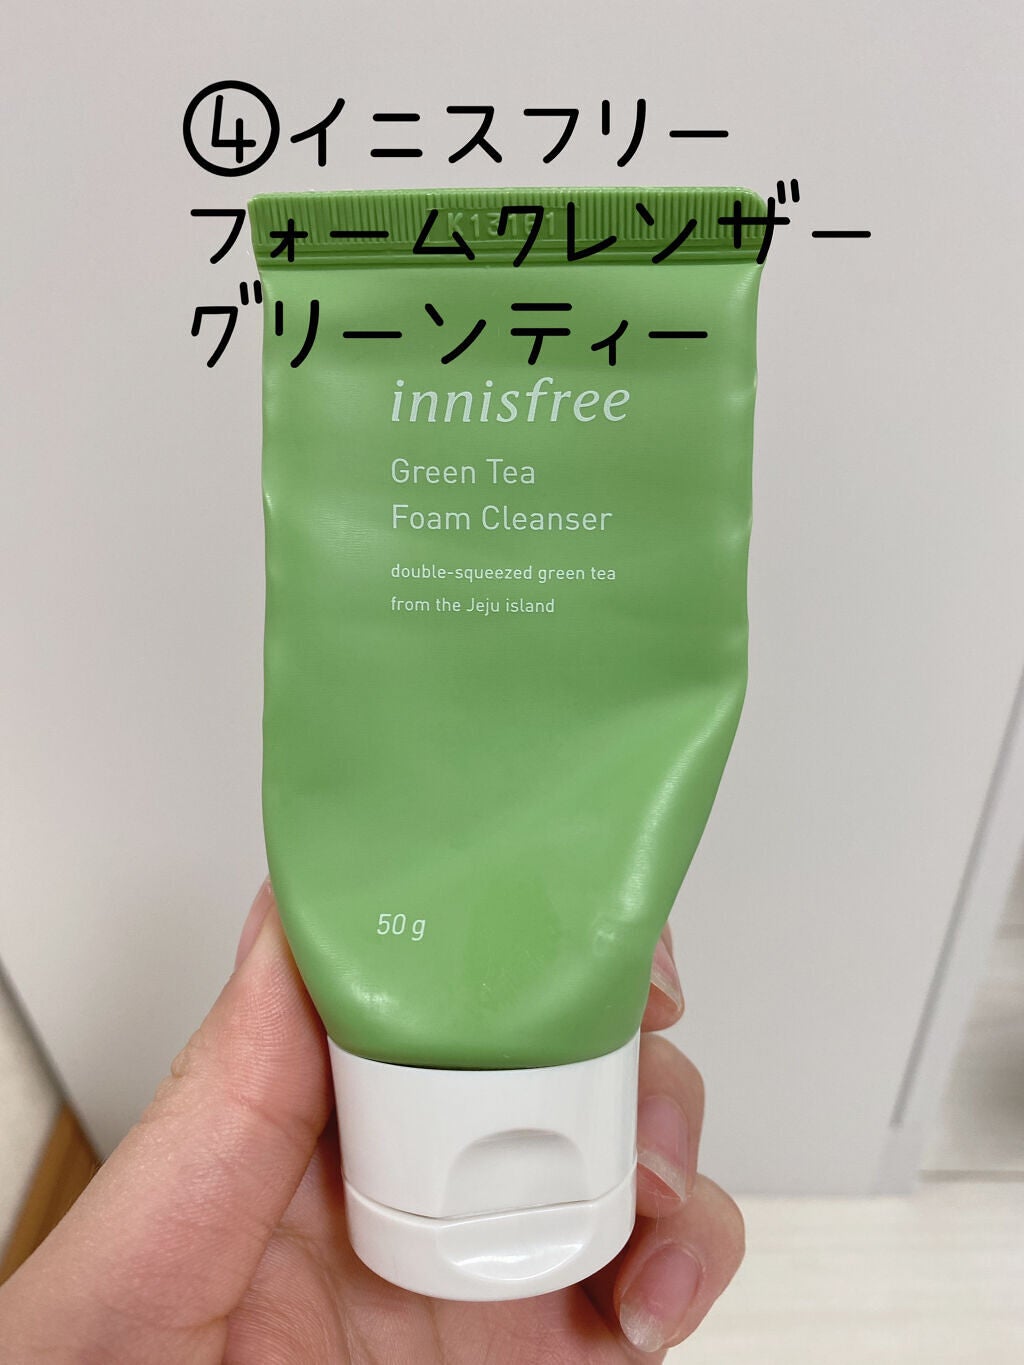 ④イニスフリー
フォームクレンザー
グリーンティー
innisfree
Green Tea
Foam Cleanser
double-squeezed green tea
from the Jeju island
50 g